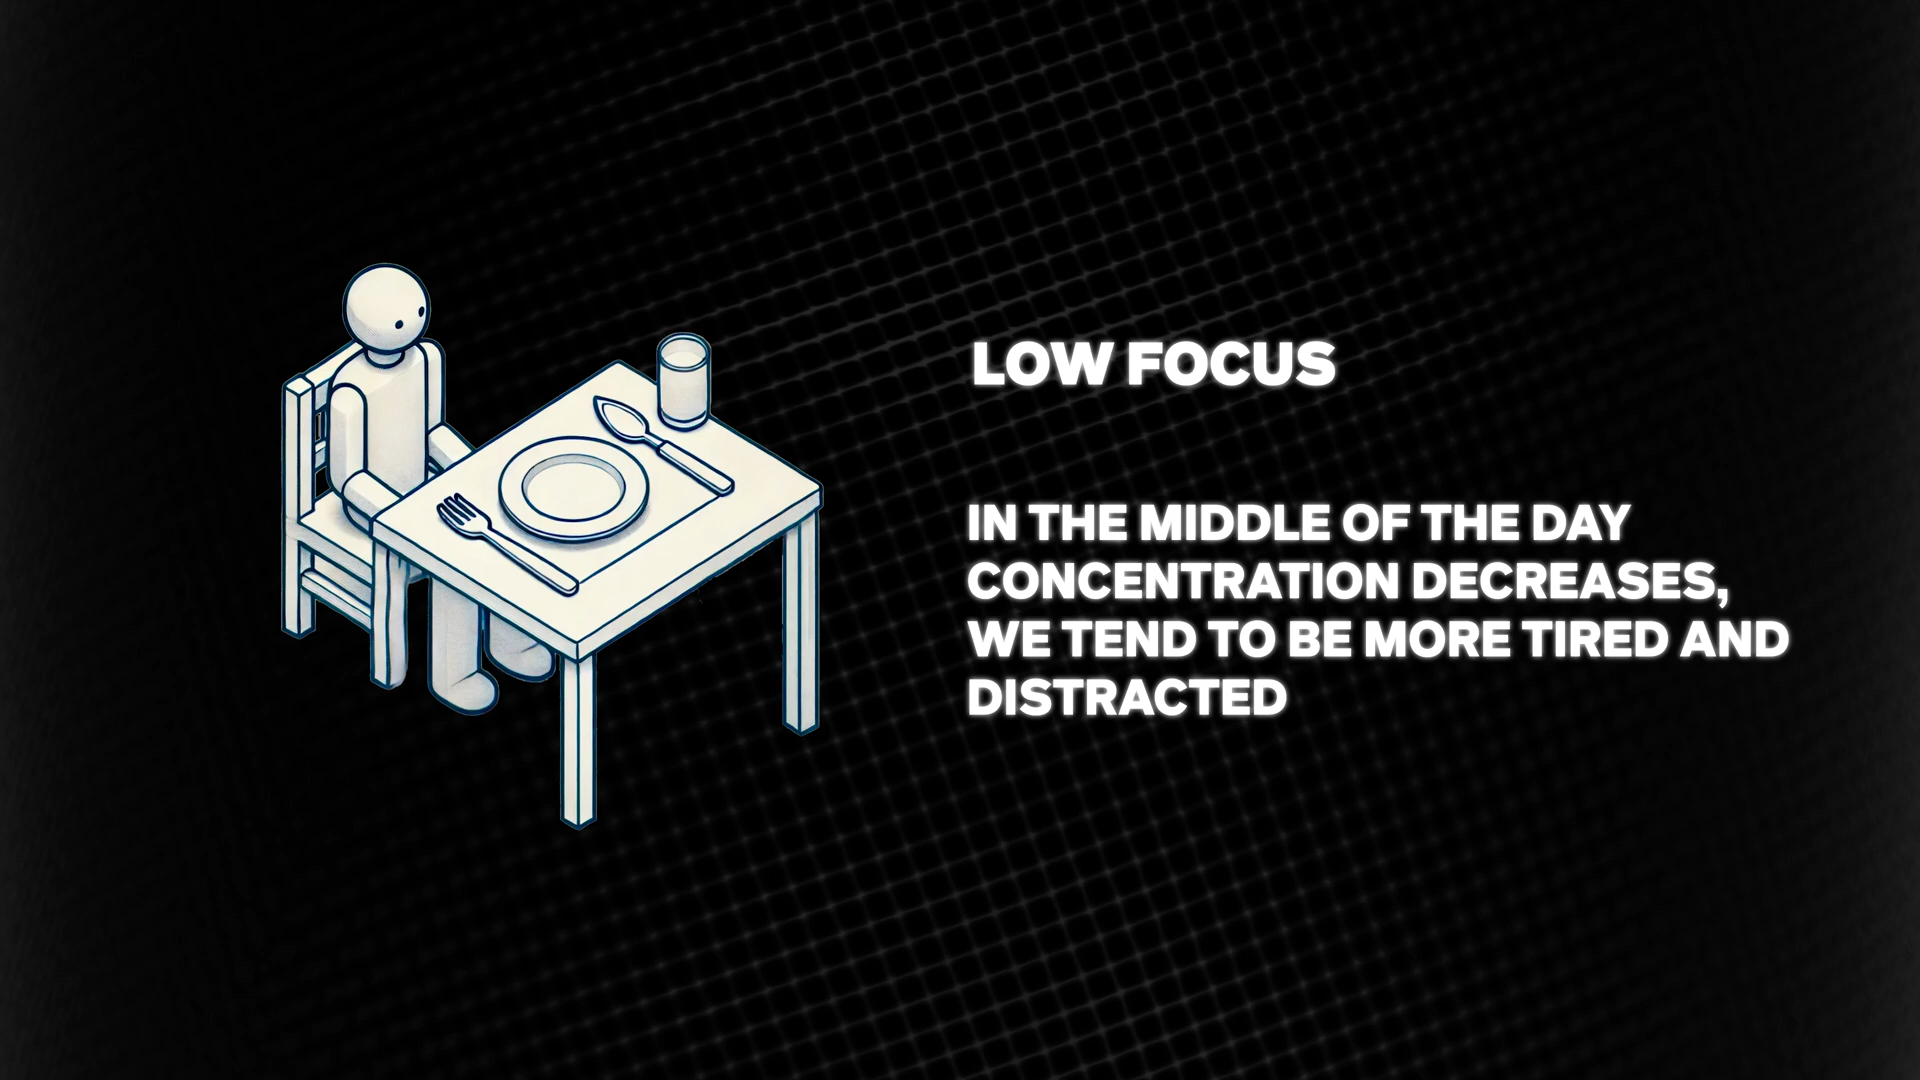 LOW FOCUS
IN THE MIDDLE OF THE DAY
CONCENTRATION DECREASES,
WE TEND TO BE MORE TIRED AND
DISTRACTED